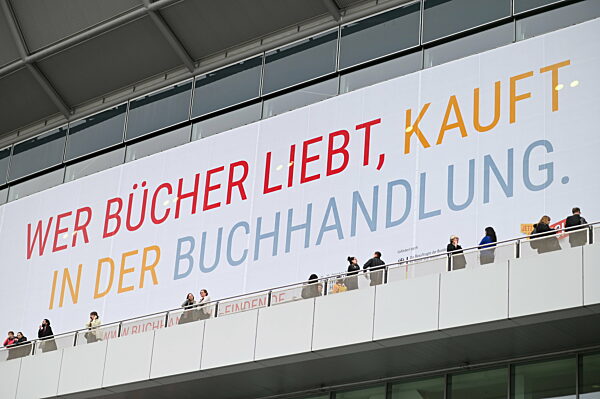 WER BÜCHER LIEBT, KAUFT
IN DER BUCHHANDLUNG.